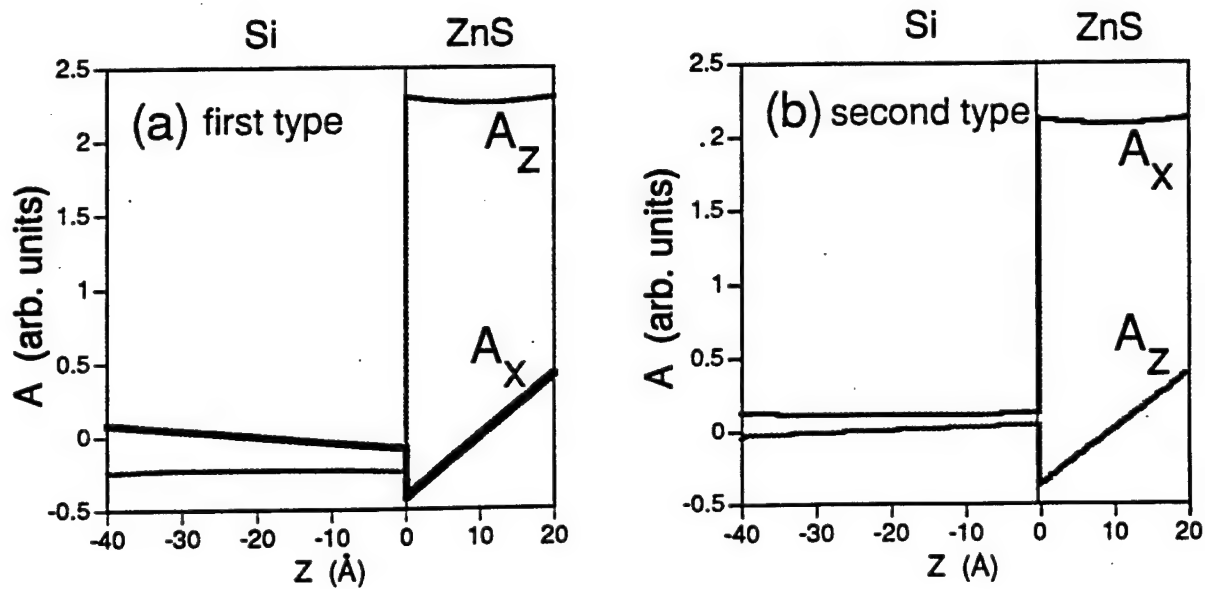 Si ZnS
2.5
2
1.5
1
0.5
0
-0.5
(a) first type
A_z
A_x
A (arb. units)
-40 -30 -20 -10 0 10 20
Z (Å)
Si ZnS
2.5
.2
1.5
1
0.5
0
-0.5
(b) second type
A_x
A_z
A (arb. units)
-40 -30 -20 -10 0 10 20
Z (A)